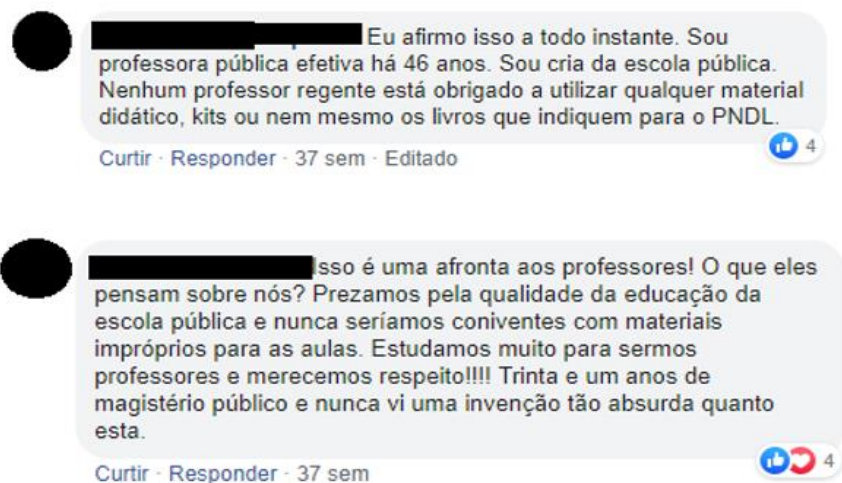 Eu afirmo isso a todo instante. Sou
professora pública efetiva há 46 anos. Sou cria da escola pública.
Nenhum professor regente está obrigado a utilizar qualquer material
didático, kits ou nem mesmo os livros que indiquem para o PNDL.
4
Curtir · Responder · 37 sem · Editado
Isso é uma afronta aos professores! O que eles
pensam sobre nós? Prezamos pela qualidade da educação da
escola pública e nunca seríamos coniventes com materiais
impróprios para as aulas. Estudamos muito para sermos
professores e merecemos respeito!!!! Trinta e um anos de
magistério público e nunca vi uma invenção tão absurda quanto
esta.
4
Curtir · Responder · 37 sem